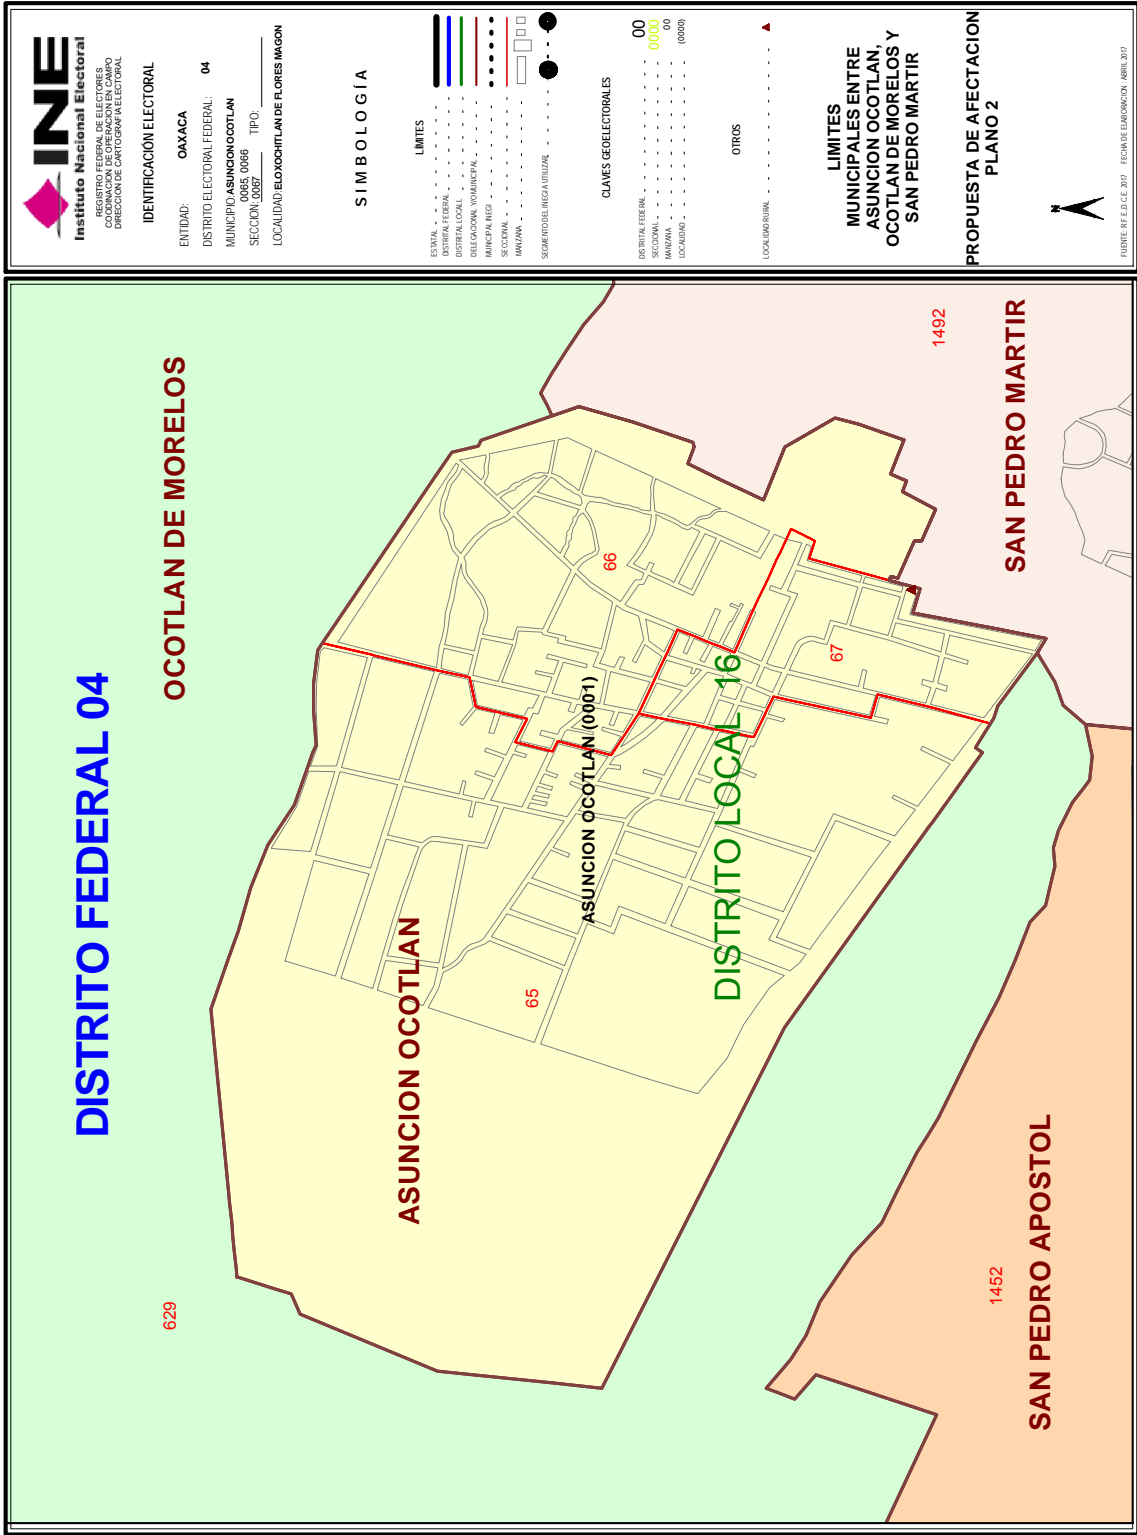 INE
Instituto Nacional Electoral
REGISTRO FEDERAL DE ELECTORES
COODINACION DE OPERACION EN CAMPO
DIRECCION DE CARTOGRAFIA ELECTORAL
IDENTIFICACIÓN ELECTORAL
ENTIDAD: OAXACA
DISTRITO ELECTORAL FEDERAL: 04
MUNICIPIO: ASUNCION OCOTLAN
0065, 0066
SECCION: 0067 TIPO:
LOCALIDAD: ELOXOCHITLAN DE FLORES MAGON
SIMBOLOGÍA
LÍMITES
ESTATAL
DISTRITAL FEDERAL
DISTRITAL LOCAL
DELEGACIONAL Y/O MUNICIPAL
MUNICIPAL INEGI
SECCIONAL
MANZANA
SEGMENTO DEL INEGI A UTILIZAR
CLAVES GEOELECTORALES
DISTRITAL FEDERAL 00
SECCIONAL 0000
MANZANA 00
LOCALIDAD (0000)
OTROS
LOCALIDAD RURAL
LIMITES
MUNICIPALES ENTRE
ASUNCION OCOTLAN,
OCOTLAN DE MORELOS Y
SAN PEDRO MARTIR
PROPUESTA DE AFECTACION
PLANO 2
N
FUENTE: R.F.E. D.C.E. 2017 FECHA DE ELABORACION: ABRIL 2017
DISTRITO FEDERAL 04
OCOTLAN DE MORELOS
629
ASUNCION OCOTLAN
65
66
ASUNCION OCOTLAN (0001)
DISTRITO LOCAL 16
67
1492
SAN PEDRO MARTIR
1452
SAN PEDRO APOSTOL